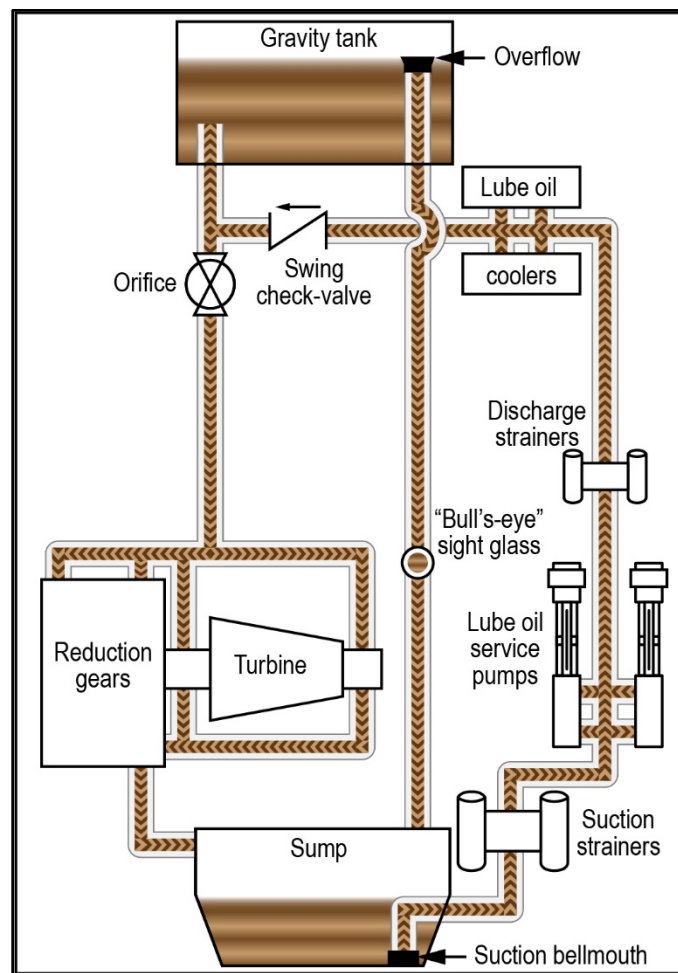 Gravity tank
Overflow
Lube oil
coolers
Orifice
Swing
check-valve
Discharge
strainers
"Bull's-eye"
sight glass
Lube oil
service
pumps
Reduction
gears
Turbine
Suction
strainers
Sump
Suction bellmouth